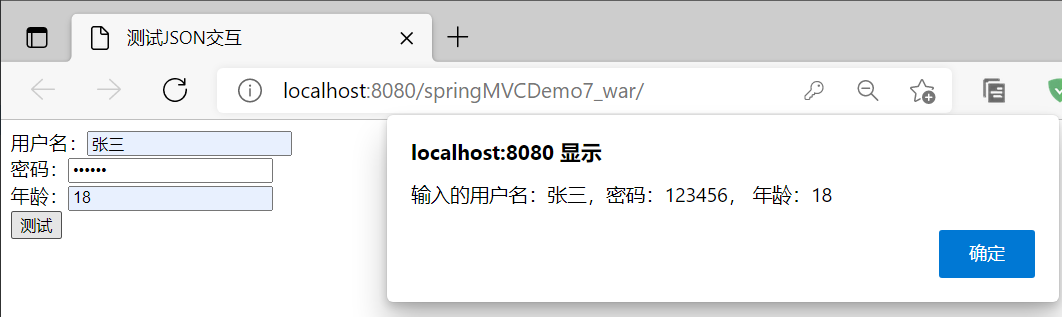 测试JSON交互
localhost:8080/springMVCDemo7_war/
用户名：张三
密码：••••••
年龄：18
测试
localhost:8080 显示
输入的用户名：张三，密码：123456， 年龄：18
确定